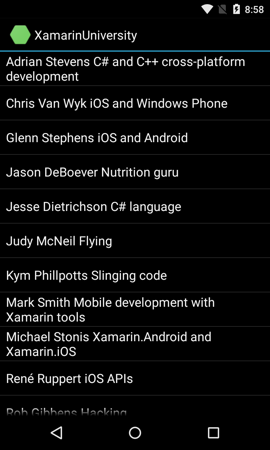 8:58
XamarinUniversity
Adrian Stevens C# and C++ cross-platform
development
Chris Van Wyk iOS and Windows Phone
Glenn Stephens iOS and Android
Jason DeBoever Nutrition guru
Jesse Dietrichson C# language
Judy McNeil Flying
Kym Phillpotts Slinging code
Mark Smith Mobile development with
Xamarin tools
Michael Stonis Xamarin.Android and
Xamarin.iOS
René Ruppert iOS APIs
Rob Gibbens Hacking